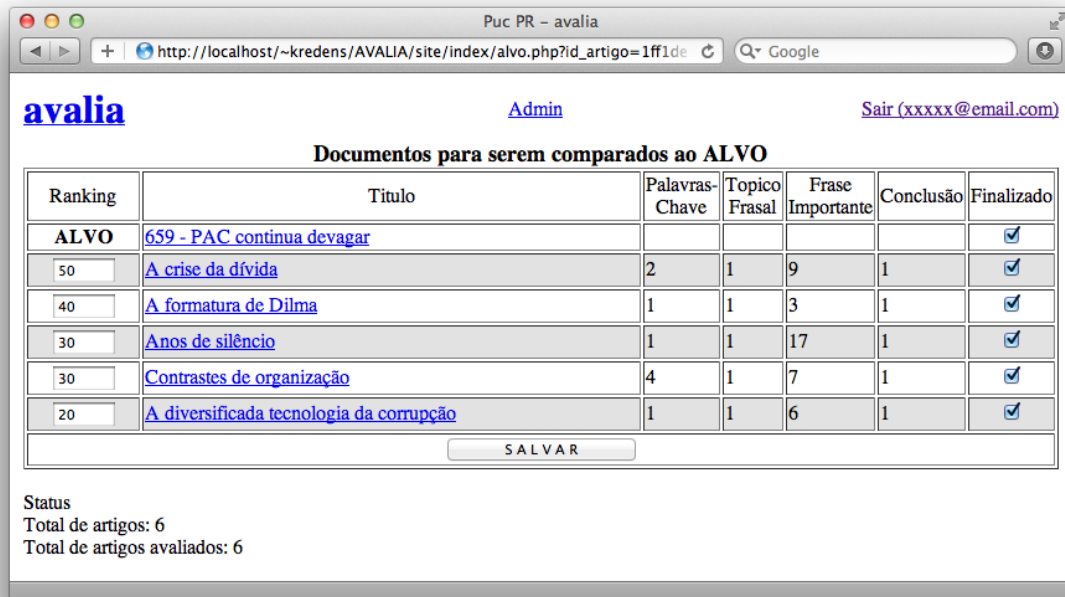 Puc PR – avalia
http://localhost/~kredens/AVALIA/site/index/alvo.php?id_artigo=1ff1de
Google
avalia Admin Sair (xxxxx@email.com)
Documentos para serem comparados ao ALVO
Ranking Titulo Palavras-Chave Topico Frasal Frase Importante Conclusão Finalizado
ALVO 659 - PAC continua devagar
50 A crise da dívida 2 1 9 1
40 A formatura de Dilma 1 1 3 1
30 Anos de silêncio 1 1 17 1
30 Contrastes de organização 4 1 7 1
20 A diversificada tecnologia da corrupção 1 1 6 1
SALVAR
Status
Total de artigos: 6
Total de artigos avaliados: 6